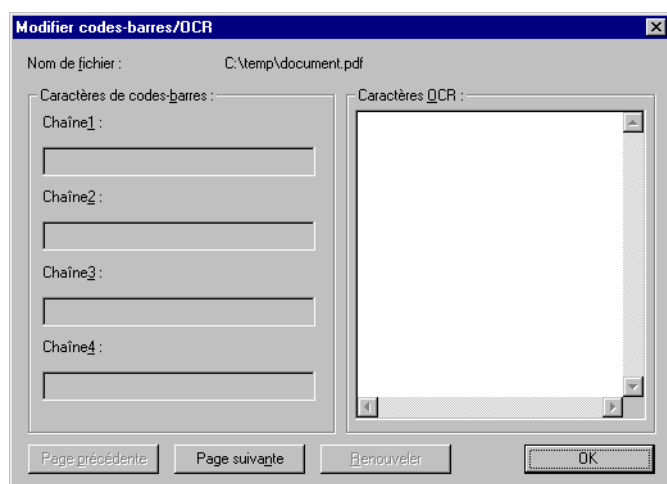 Modifier codes-barres/OCR
Nom de fichier : C:\temp\document.pdf
Caractères de codes-barres :
Chaîne1 :
Chaîne2 :
Chaîne3 :
Chaîne4 :
Caractères OCR :
Page précédente Page suivante Renouveler OK